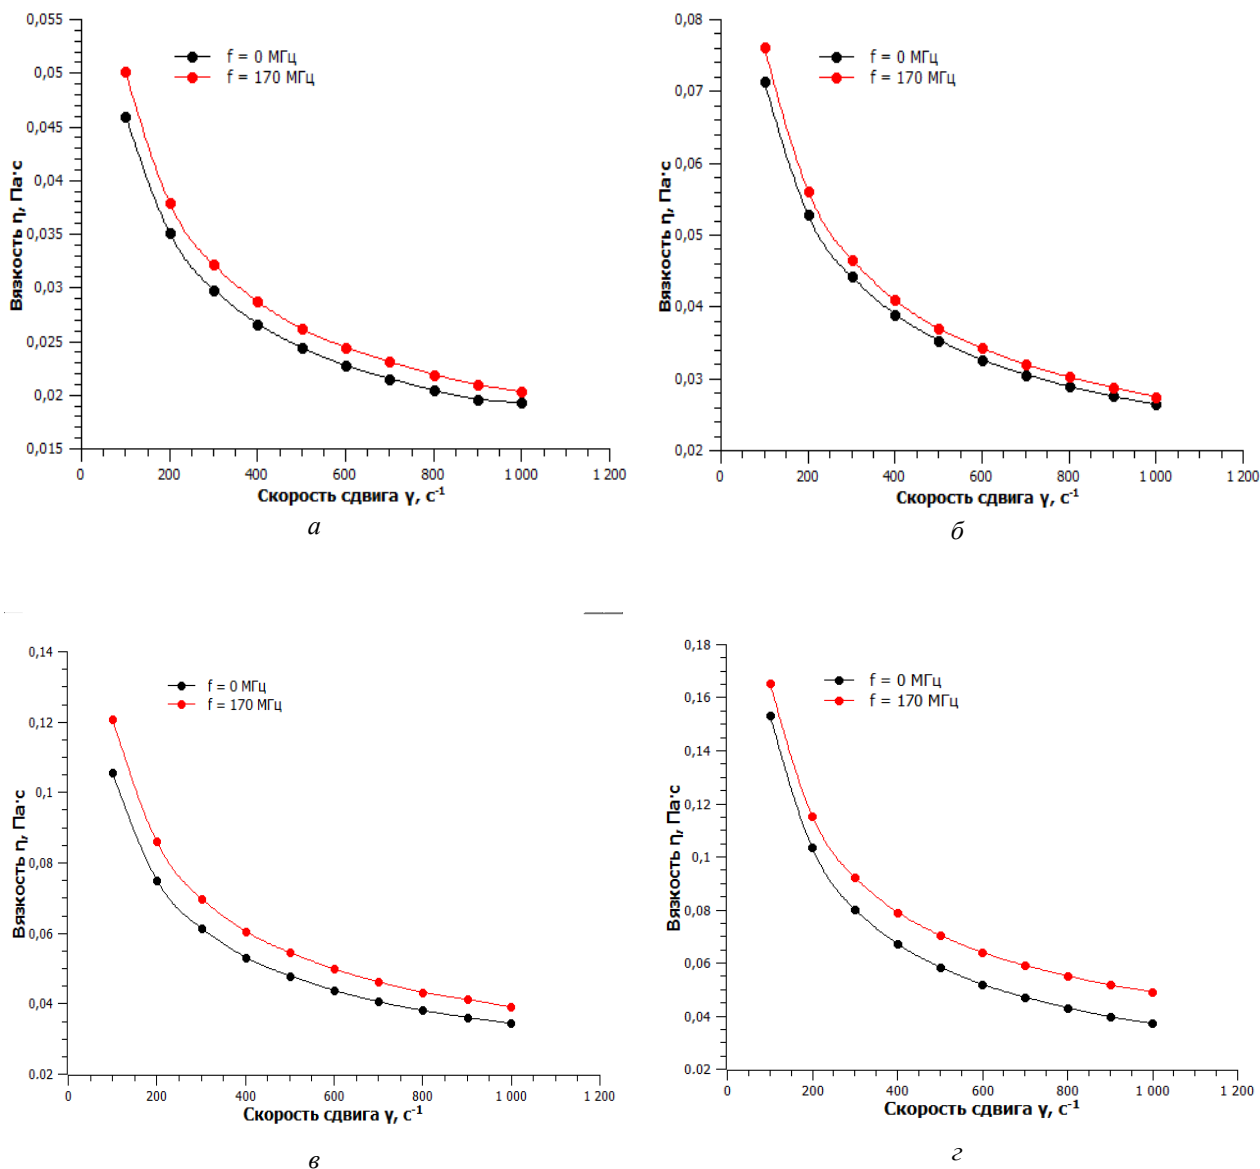 0,055
0,05
0,045
0,04
0,035
0,03
0,025
0,02
0,015
f = 0 МГц
f = 170 МГц
Вязкость η, Па·с
0 200 400 600 800 1 000 1 200
Скорость сдвига γ, с⁻¹
а
0,08
0,07
0,06
0,05
0,04
0,03
0,02
f = 0 МГц
f = 170 МГц
Вязкость η, Па·с
0 200 400 600 800 1 000 1 200
Скорость сдвига γ, с⁻¹
б
0,14
0,12
0,1
0,08
0,06
0,04
0.02
f = 0 МГц
f = 170 МГц
Вязкость η, Па·с
0 200 400 600 800 1 000 1 200
Скорость сдвига γ, с⁻¹
в
0,18
0,16
0,14
0,12
0,1
0,08
0,06
0,04
0.02
f = 0 МГц
f = 170 МГц
Вязкость η, Па·с
0 200 400 600 800 1 000 1 200
Скорость сдвига γ, с⁻¹
г